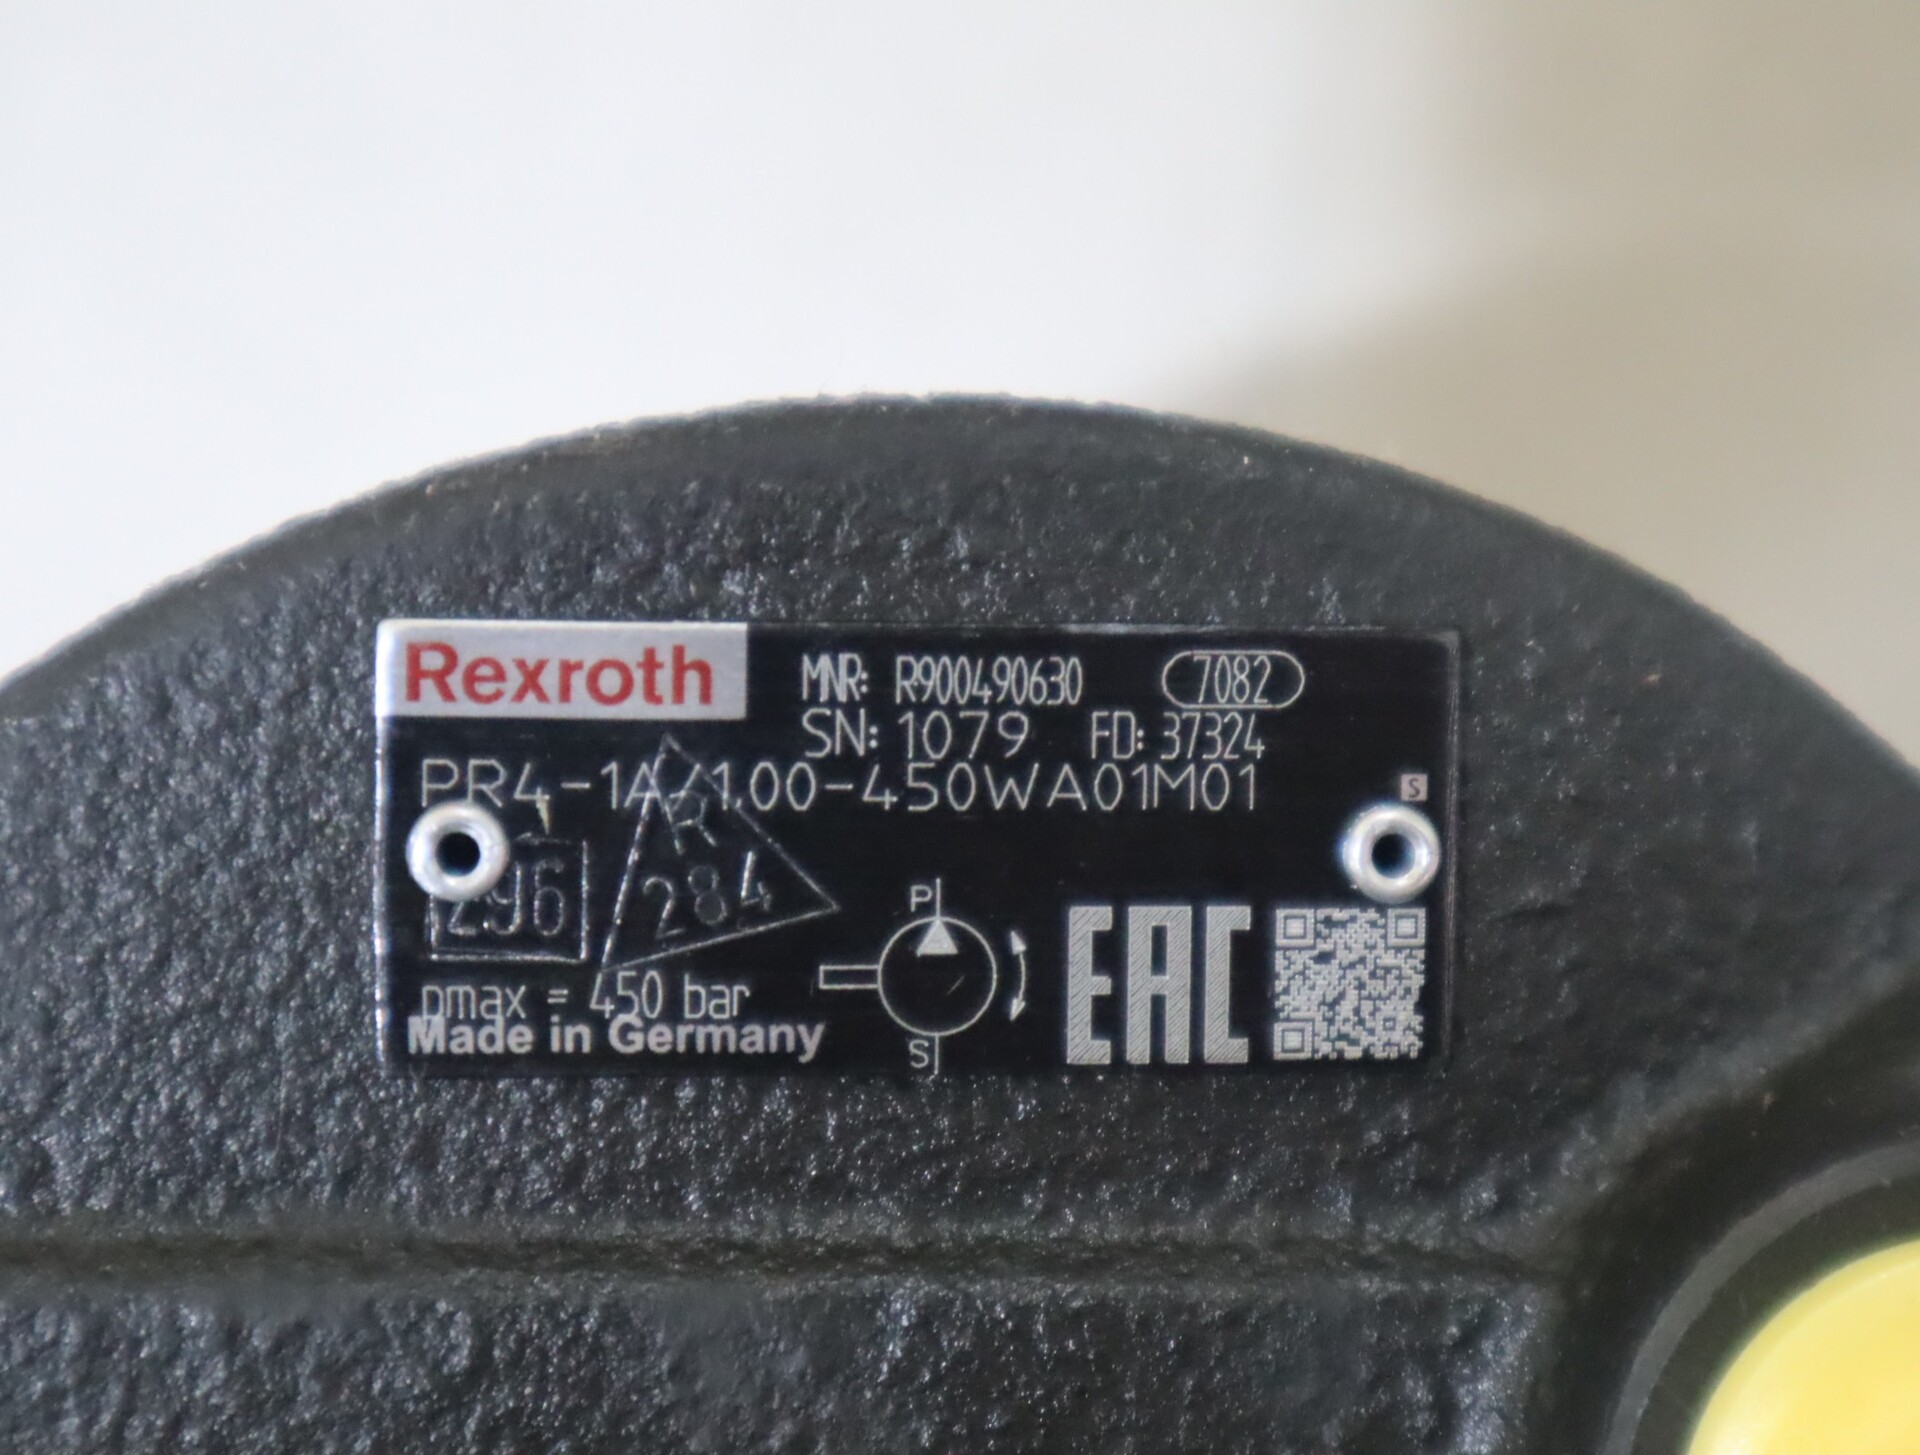 Rexroth
MNR: R900490630 7082
SN: 1079 FD: 37324
PR4-1A/1.00-450WA01M01
S
R
284
296
P
pmax = 450 bar
Made in Germany
S
EAC